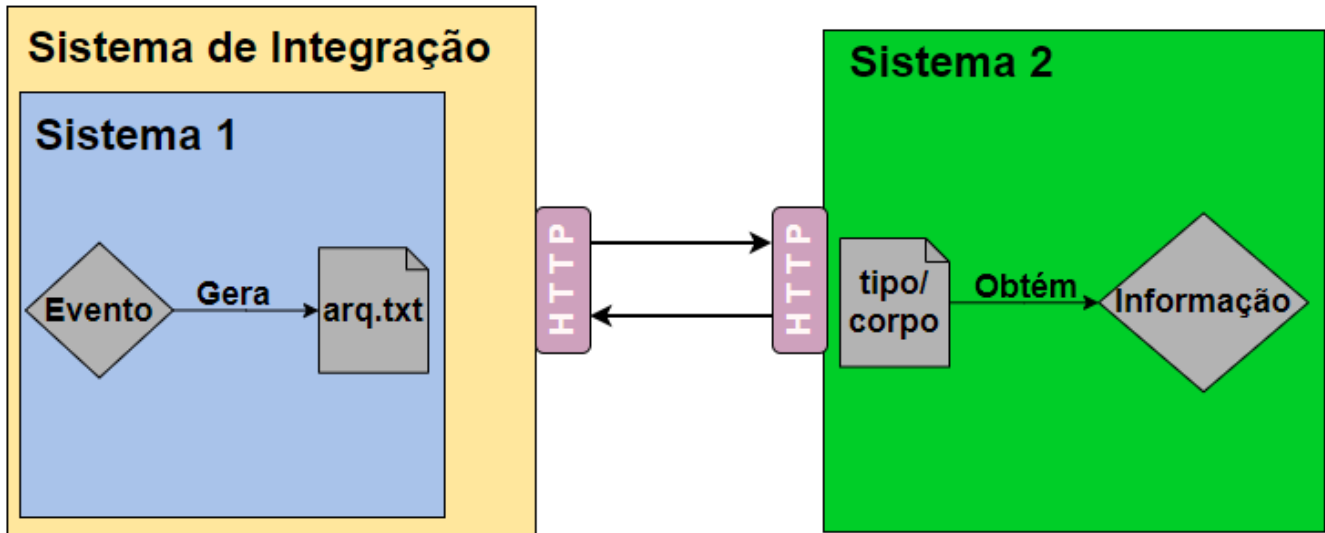 Sistema de Integração
Sistema 1
Evento
Gera
arq.txt
HTTP
HTTP
Sistema 2
tipo/
corpo
Obtém
Informação